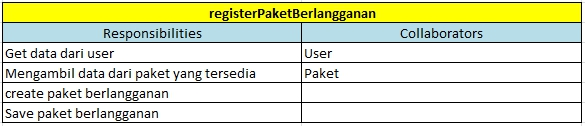 registerPaketBerlangganan
Responsibilities Collaborators
Get data dari user User
Mengambil data dari paket yang tersedia Paket
create paket berlangganan
Save paket berlangganan